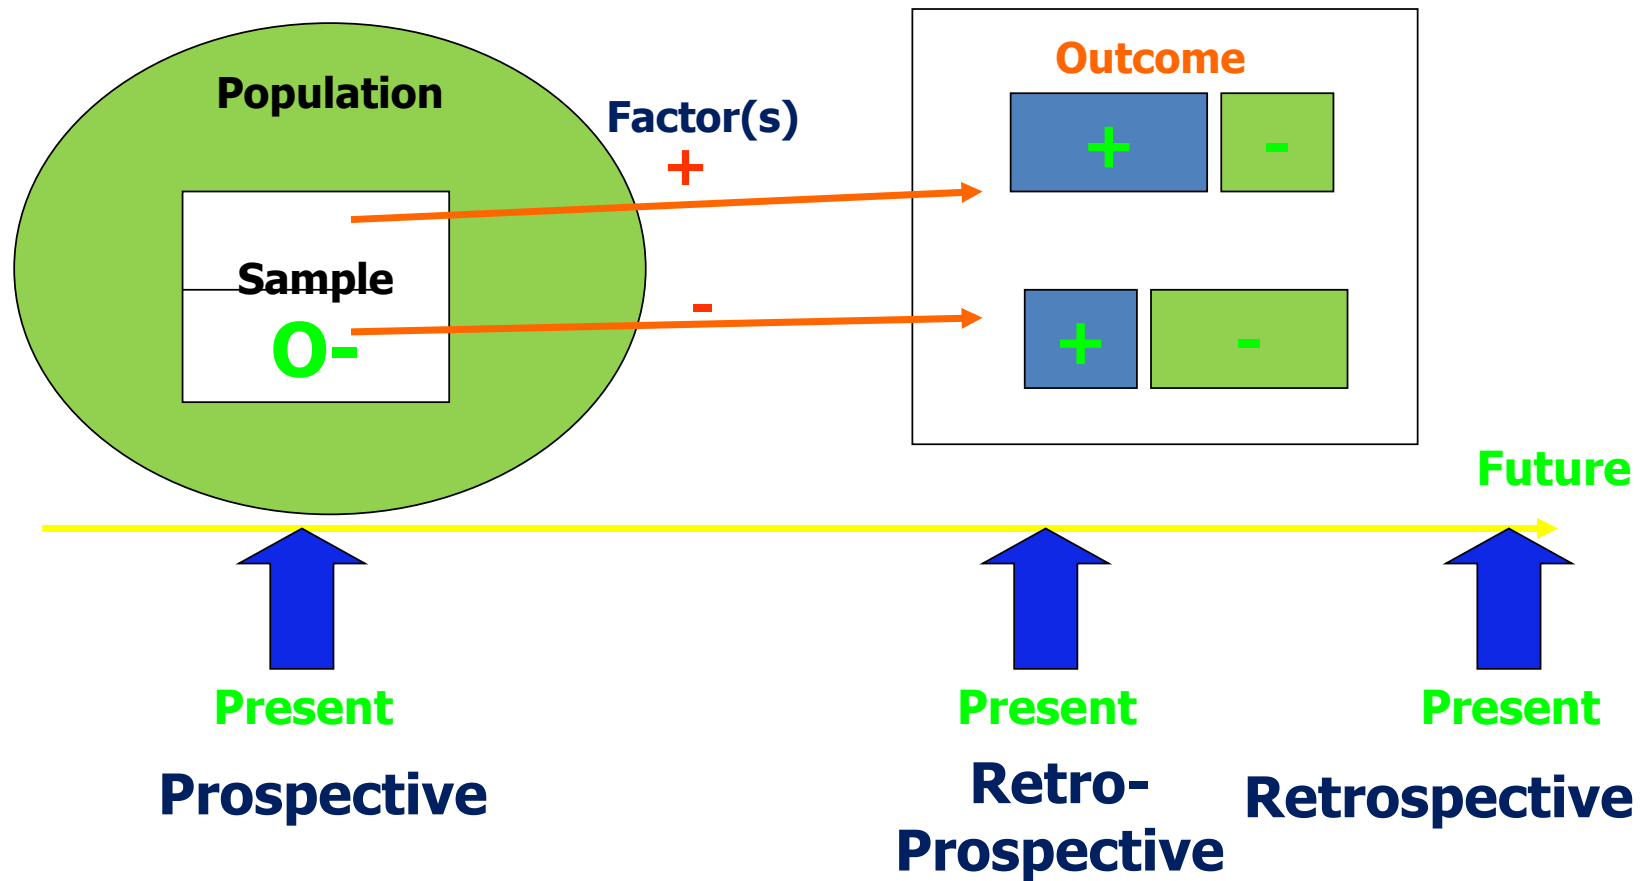 Population
Sample
O-
Factor(s)
+
-
Outcome
+ -
+ -
Future
Present
Present
Present
Prospective
Retro-
Prospective
Retrospective